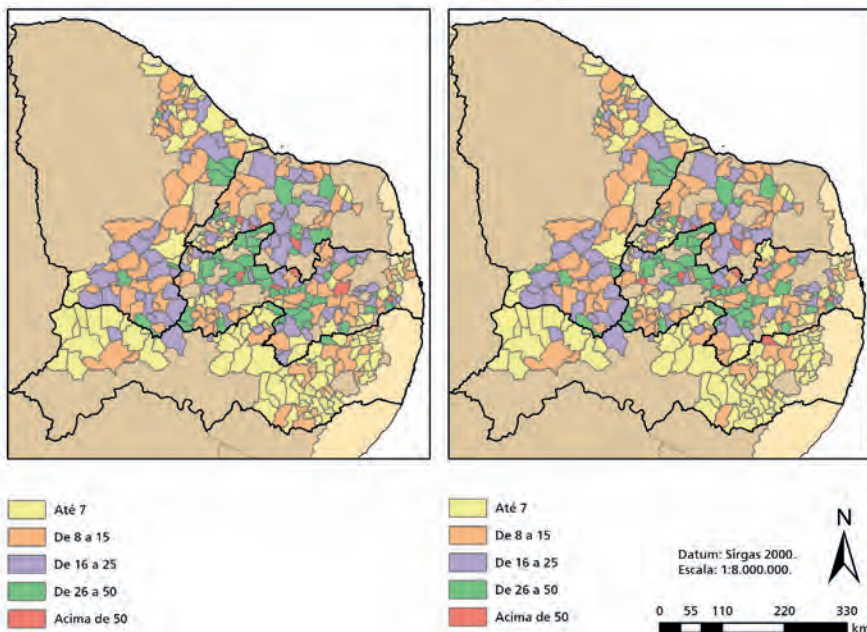 Até 7
De 8 a 15
De 16 a 25
De 26 a 50
Acima de 50
Até 7
De 8 a 15
De 16 a 25
De 26 a 50
Acima de 50
Datum: Sirgas 2000.
Escala: 1:8.000.000.
N
0 55 110 220 330
km